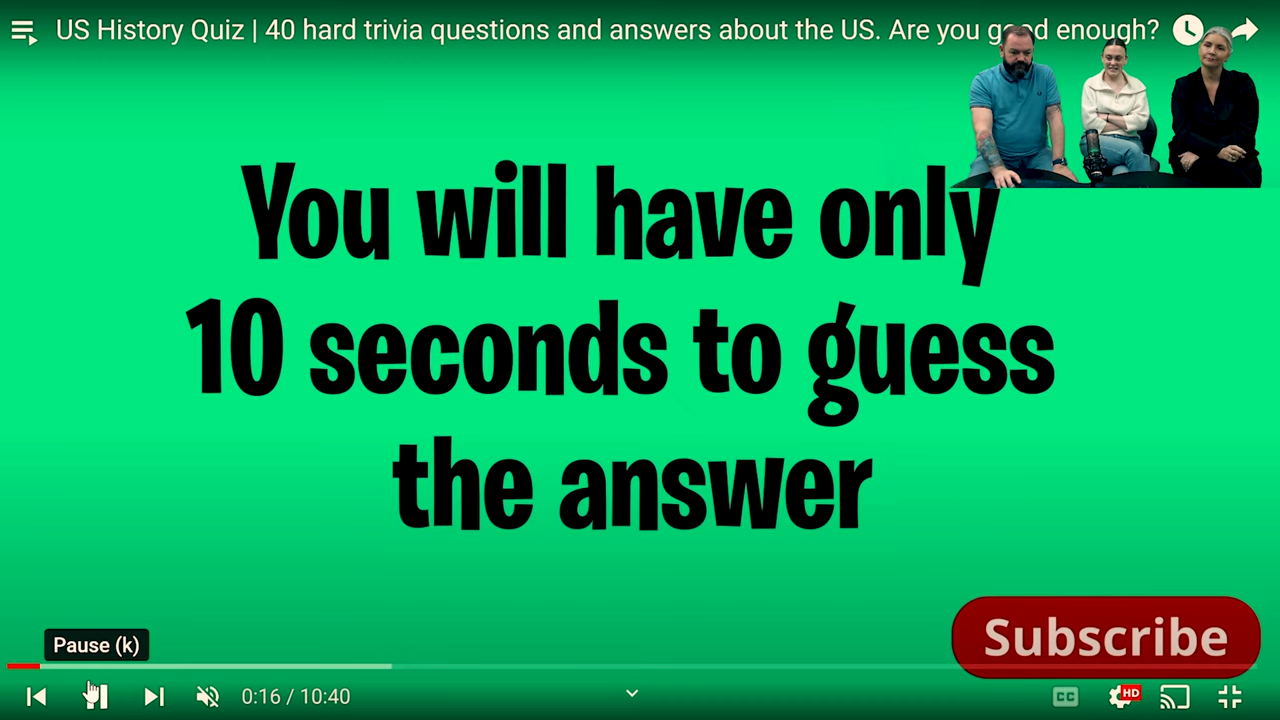 US History Quiz | 40 hard trivia questions and answers about the US. Are you good enough?
You will have only
10 seconds to guess
the answer
Subscribe
Pause (k)
0:16 / 10:40
CC
HD